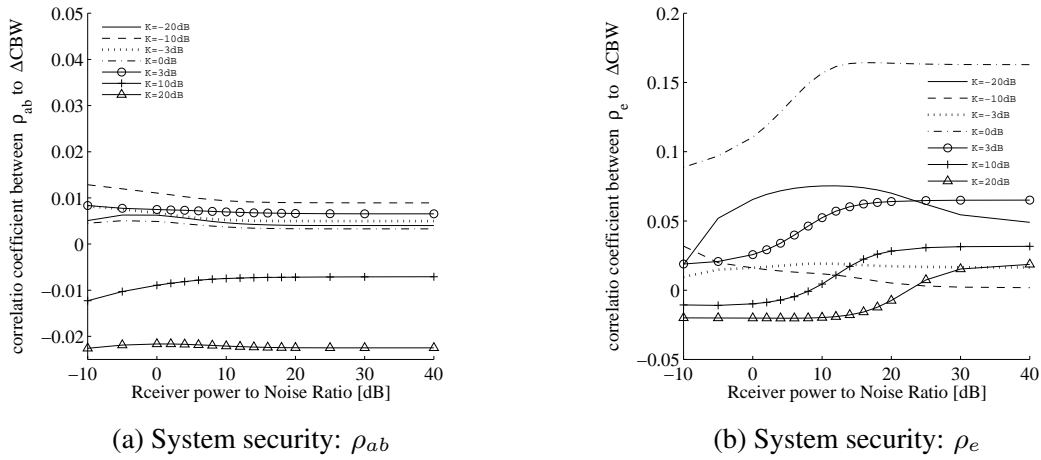 0.05
0.04
0.03
0.02
0.01
0
−0.01
−0.02
−10
0
10
20
30
40
correlatio coefficient between ρab to ΔCBW
Rceiver power to Noise Ratio [dB]
K=−20dB
K=−10dB
K=−3dB
K=0dB
K=3dB
K=10dB
K=20dB
(a) System security: ρab
0.2
0.15
0.1
0.05
0
−0.05
−10
0
10
20
30
40
correlatio coefficient between ρe to ΔCBW
Rceiver power to Noise Ratio [dB]
K=−20dB
K=−10dB
K=−3dB
K=0dB
K=3dB
K=10dB
K=20dB
(b) System security: ρe